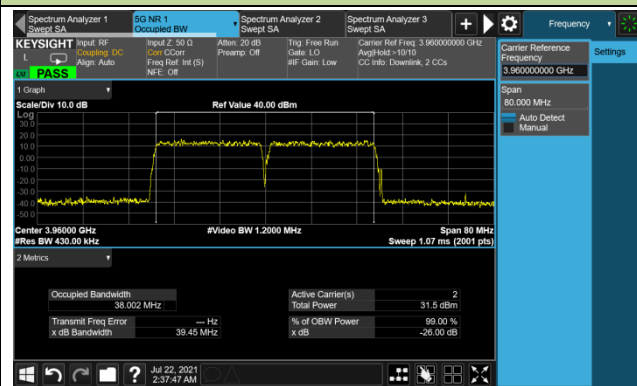 Spectrum Analyzer 1
Swept SA
5G NR 1
Occupied BW
Spectrum Analyzer 2
Swept SA
Spectrum Analyzer 3
Swept SA
Frequency
KEYSIGHT
L
LM PASS
Input: RF
Coupling: DC
Align: Auto
Input Z: 50 Ω
Corr CCorr
Freq Ref: Int (S)
NFE: Off
Atten: 20 dB
Preamp: Off
Trig: Free Run
Gate: LO
#IF Gain: Low
Carrier Ref Freq: 3.960000000 GHz
Avg|Hold:>10/10
CC Info: Downlink, 2 CCs
Carrier Reference
Frequency
3.960000000 GHz
Span
80.000 MHz
Auto Detect
Manual
Settings
1 Graph
Scale/Div 10.0 dB
Ref Value 40.00 dBm
Log
30.0
20.0
10.0
0.00
-10.0
-20.0
-30.0
-40.0
-50.0
Center 3.96000 GHz
#Video BW 1.2000 MHz
Span 80 MHz
#Res BW 430.00 kHz
Sweep 1.07 ms (2001 pts)
2 Metrics
Occupied Bandwidth
38.002 MHz
Active Carrier(s) 2
Total Power 31.5 dBm
Transmit Freq Error --- Hz
x dB Bandwidth 39.45 MHz
% of OBW Power 99.00 %
x dB -26.00 dB
Jul 22, 2021
2:37:47 AM